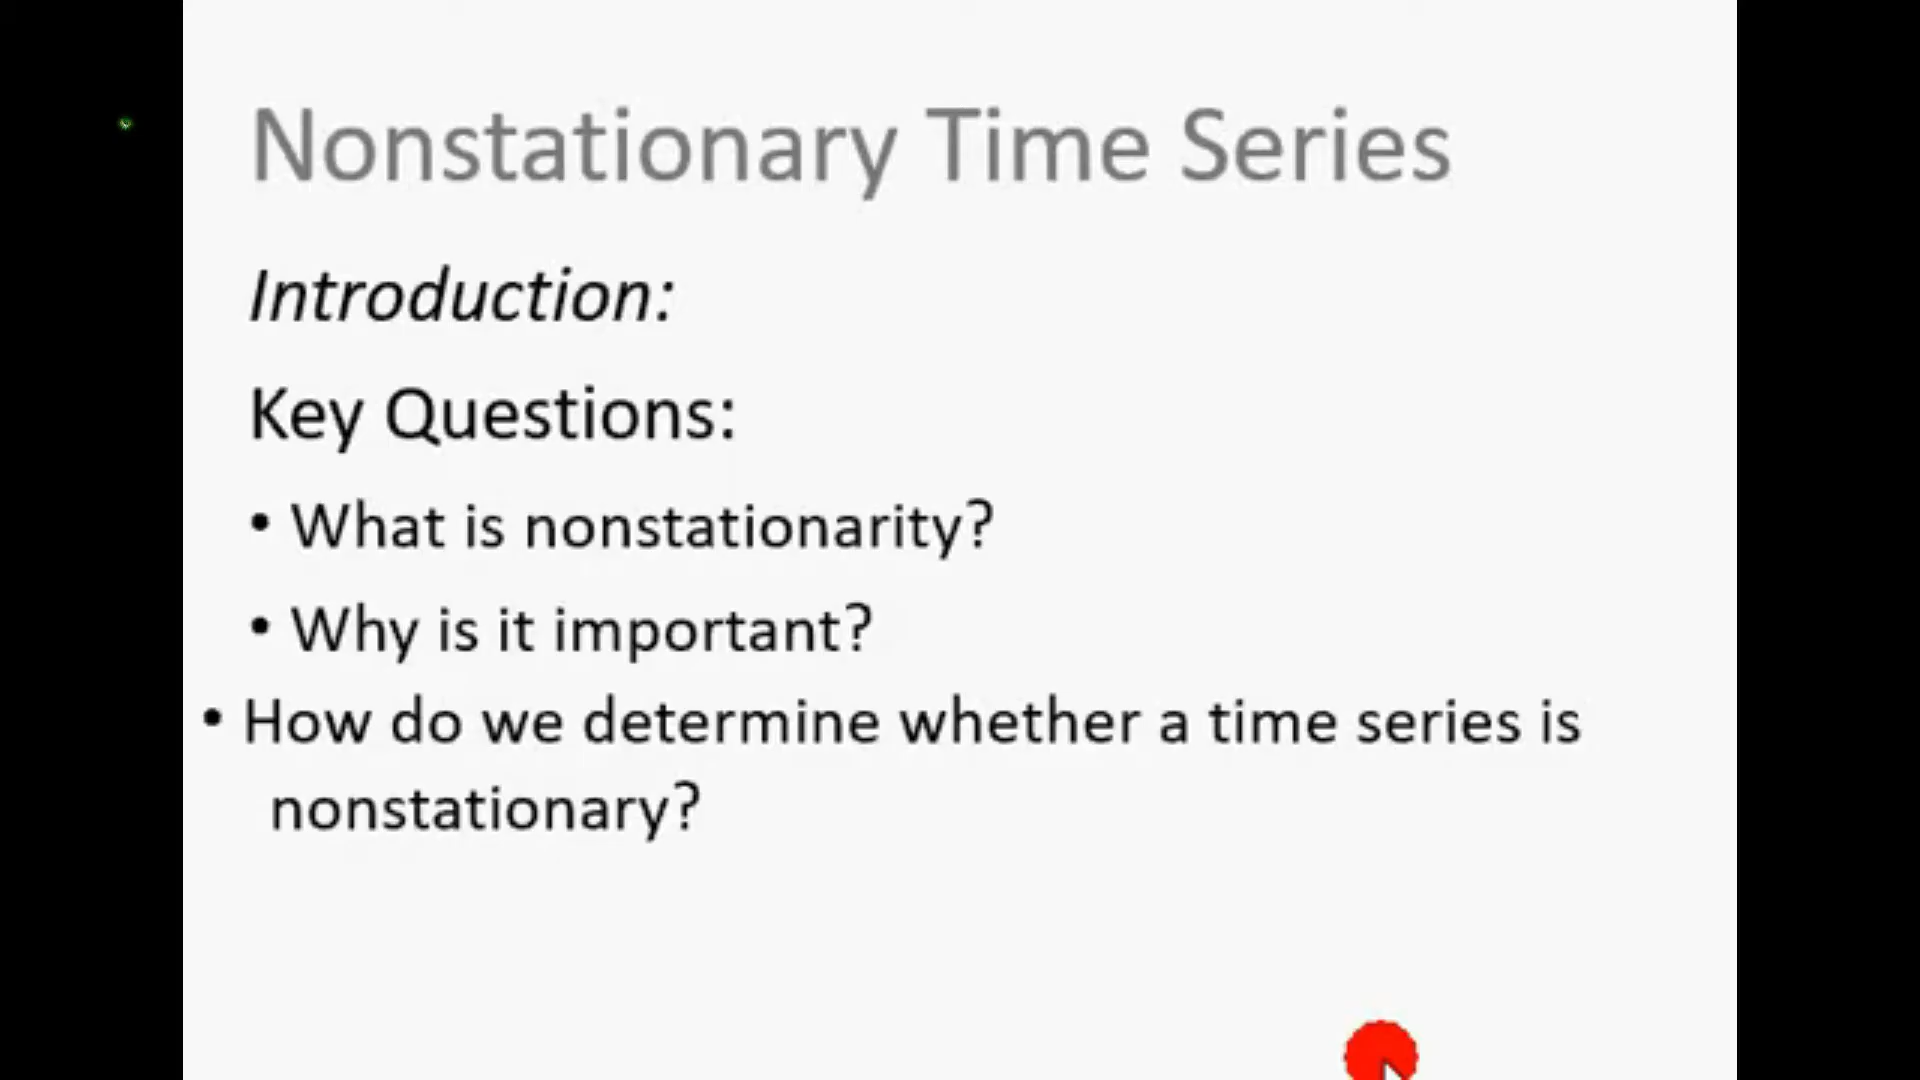 Nonstationary Time Series
Introduction:
Key Questions:
• What is nonstationarity?
• Why is it important?
• How do we determine whether a time series is
nonstationary?